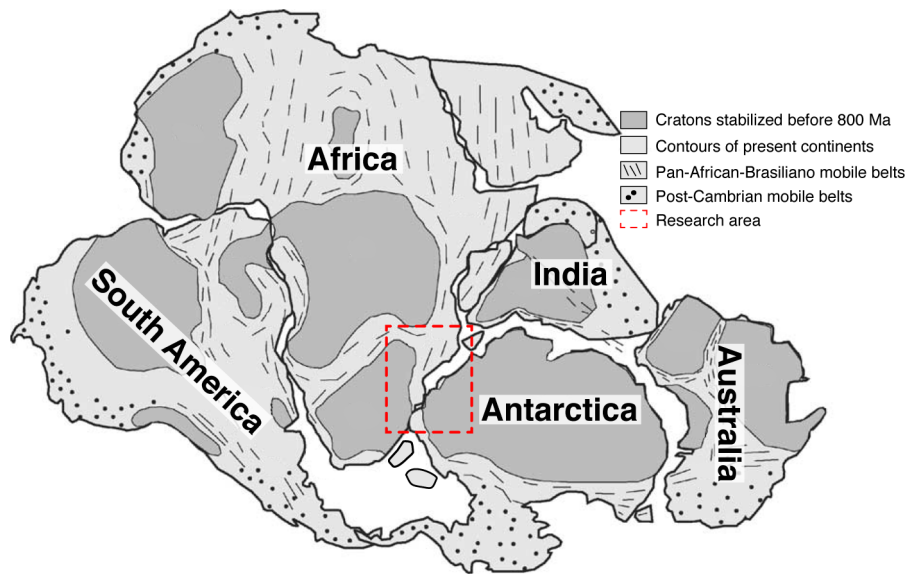 Cratons stabilized before 800 Ma
Contours of present continents
Pan-African-Brasiliano mobile belts
Post-Cambrian mobile belts
Research area
Africa
India
South America
Antarctica
Australia